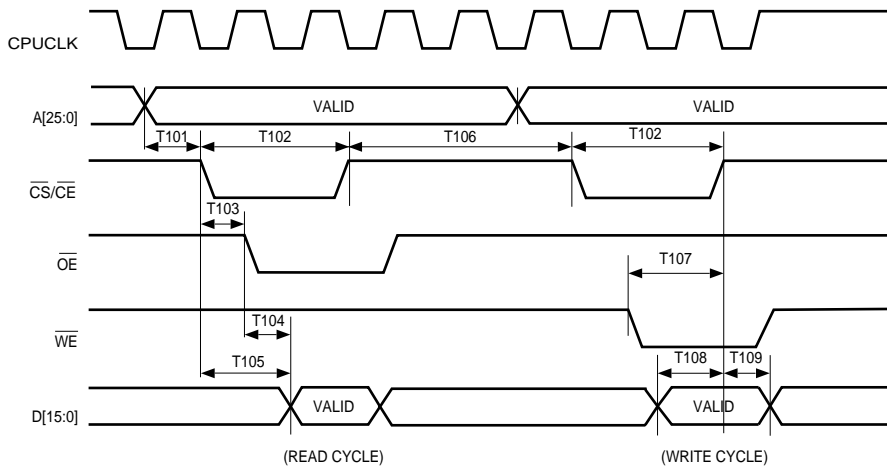 CPUCLK
A[25:0]
VALID
VALID
T101
T102
T106
T102
CS/CE
T103
OE
T107
WE
T104
T105
T108
T109
D[15:0]
VALID
VALID
(READ CYCLE)
(WRITE CYCLE)